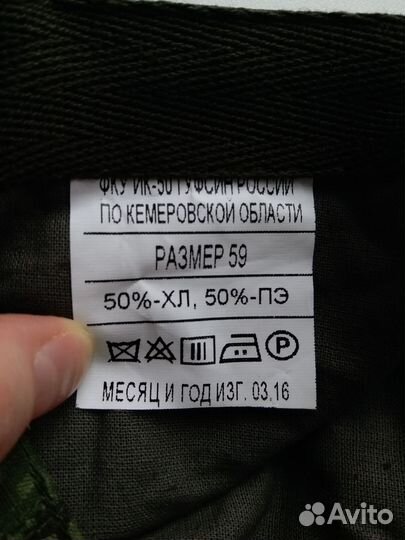 ФКУ ИК-50 ГУФСИН РОССИИ
ПО КЕМЕРОВСКОЙ ОБЛАСТИ
РАЗМЕР 59
50%-ХЛ, 50%-ПЭ
P
МЕСЯЦ И ГОД ИЗГ. 03.16
Avito